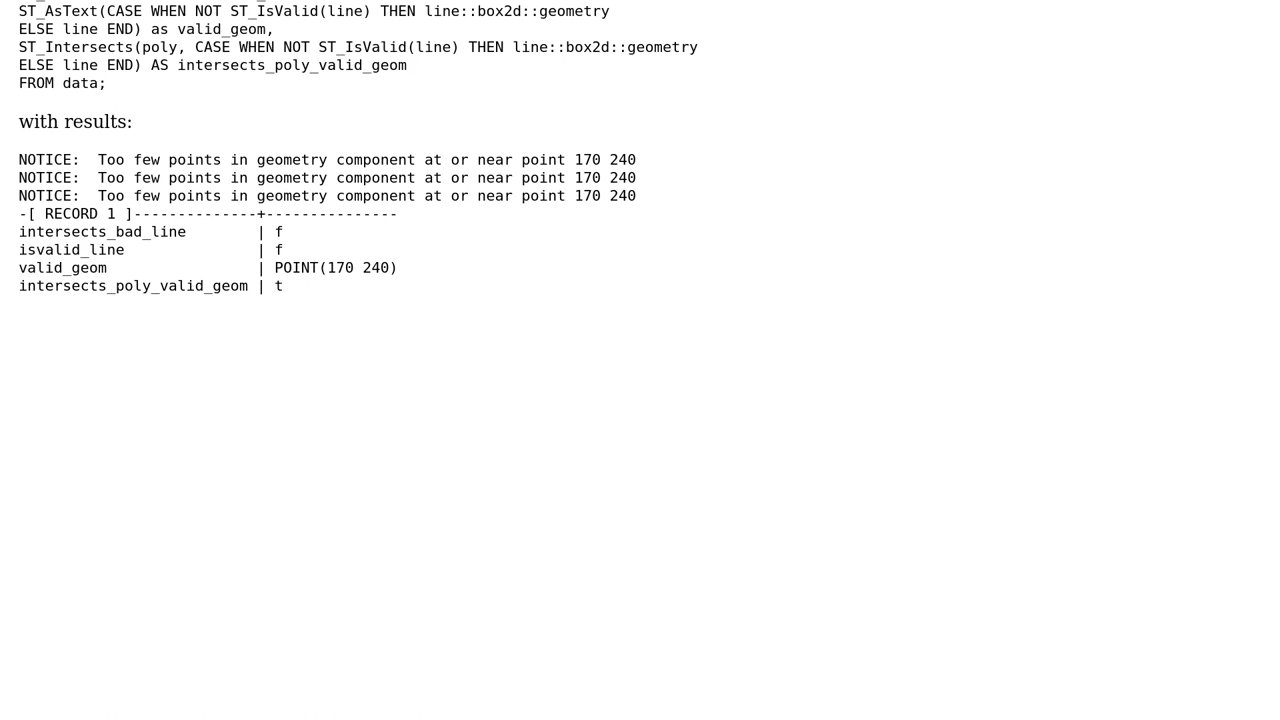 ST_AsText(CASE WHEN NOT ST_IsValid(line) THEN line::box2d::geometry
ELSE line END) as valid_geom,
ST_Intersects(poly, CASE WHEN NOT ST_IsValid(line) THEN line::box2d::geometry
ELSE line END) AS intersects_poly_valid_geom
FROM data;
with results:
NOTICE:  Too few points in geometry component at or near point 170 240
NOTICE:  Too few points in geometry component at or near point 170 240
NOTICE:  Too few points in geometry component at or near point 170 240
-[ RECORD 1 ]--------------+---------------
intersects_bad_line        | f
isvalid_line               | f
valid_geom                 | POINT(170 240)
intersects_poly_valid_geom | t